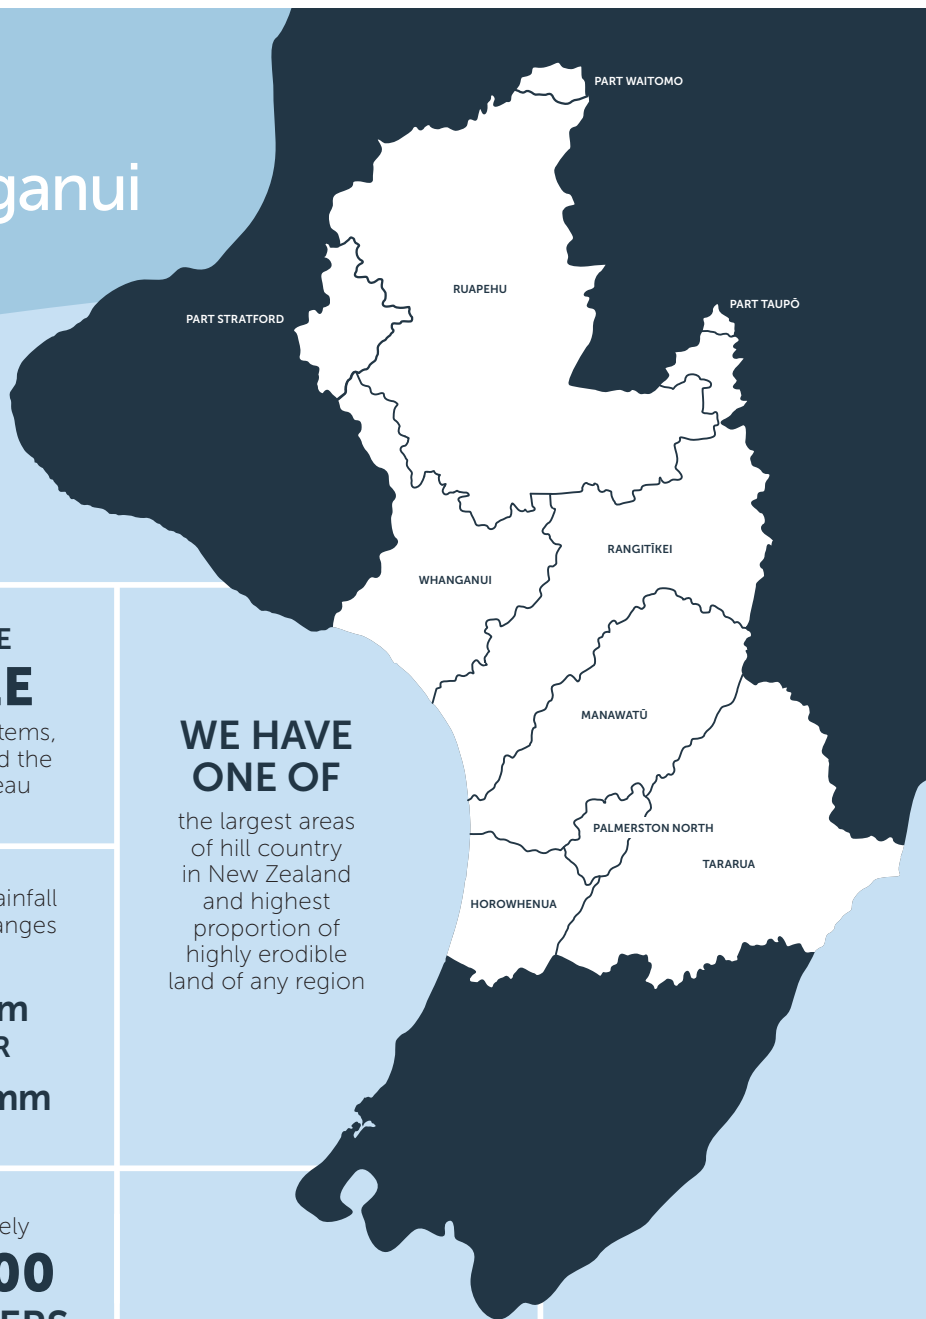 ganui
PART WAITOMO
RUAPEHU
PART TAUPŌ
PART STRATFORD
RANGITĪKEI
WHANGANUI
MANAWATŪ
PALMERSTON NORTH
TARARUA
HOROWHENUA
E
LE
tems,
d the
eau
WE HAVE
ONE OF
the largest areas
of hill country
in New Zealand
and highest
proportion of
highly erodible
land of any region
ainfall
anges
m
R
mm
ely
00
ERS